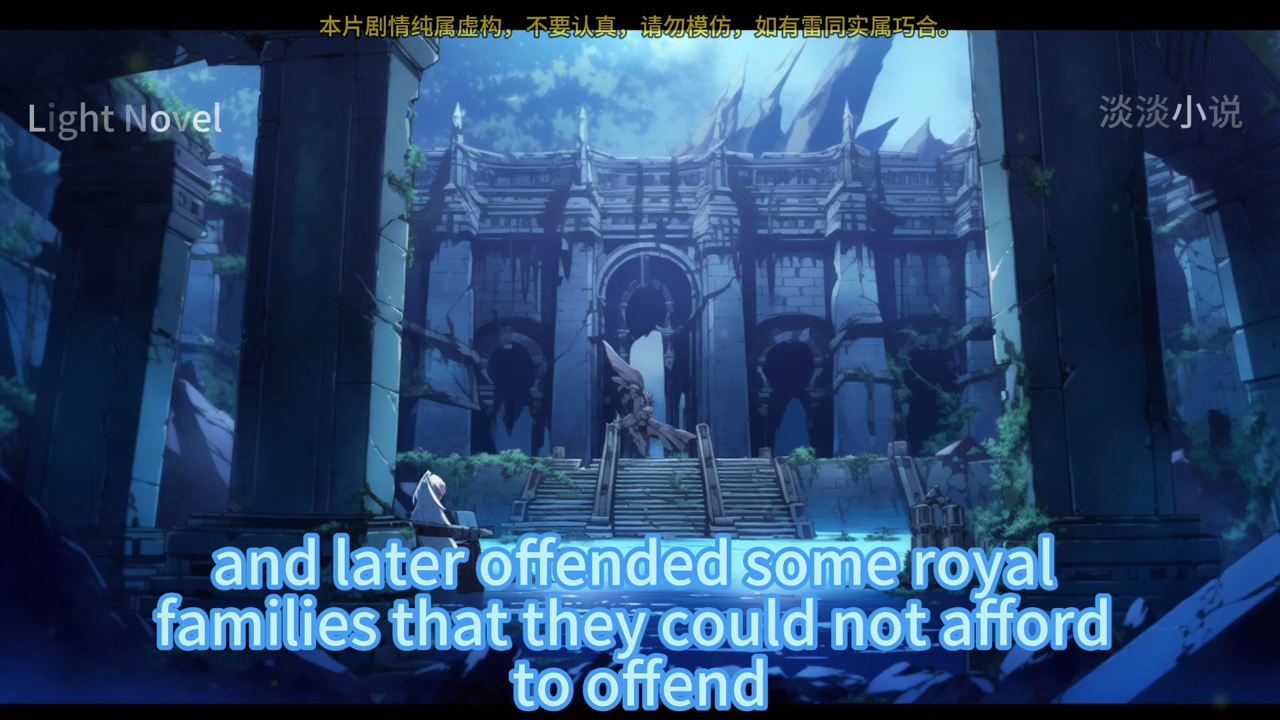 本片剧情纯属虚构，不要认真，请勿模仿，如有雷同实属巧合。
Light Novel
淡淡小说
and later offended some royal
families that they could not afford
to offend